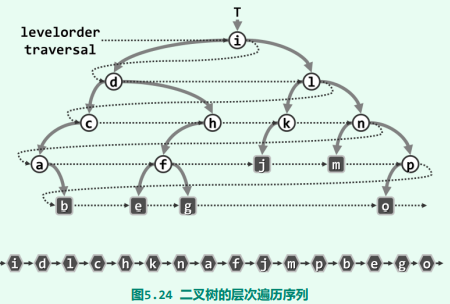 T
levelorder
traversal
i
d l
c h k n
a f j m p
b e g o
i d l c h k n a f j m p b e g o
图5.24 二叉树的层次遍历序列